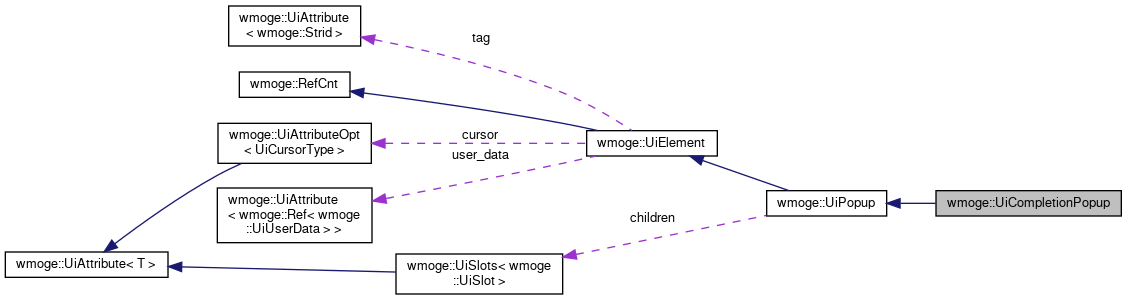 wmoge::UiAttribute
< wmoge::Strid >
tag
wmoge::RefCnt
wmoge::UiAttributeOpt
< UiCursorType >
cursor
wmoge::UiElement
user_data
wmoge::UiAttribute
< wmoge::Ref< wmoge
::UiUserData > >
wmoge::UiPopup
wmoge::UiCompletionPopup
children
wmoge::UiAttribute< T >
wmoge::UiSlots< wmoge
::UiSlot >